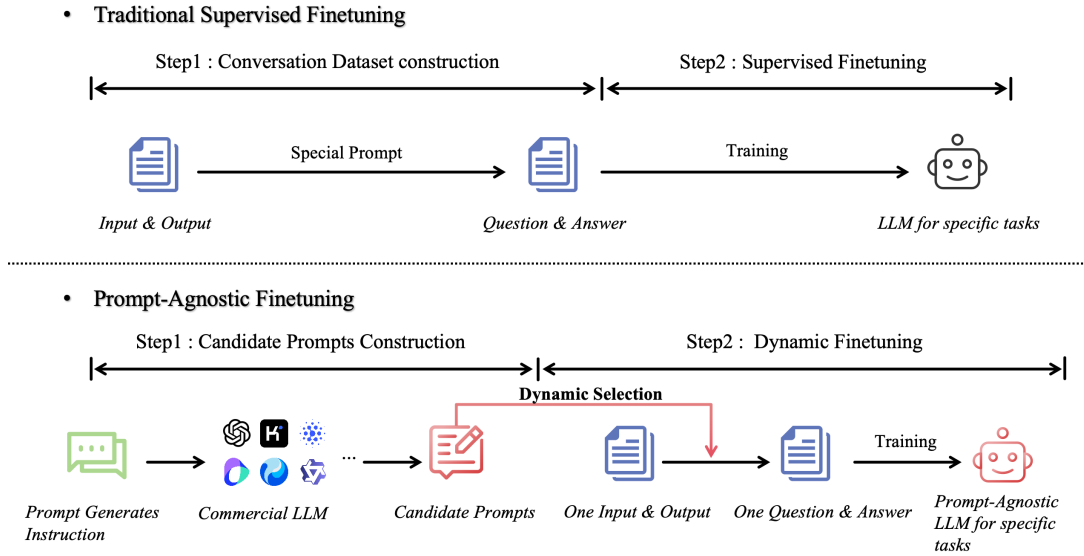 • Traditional Supervised Finetuning
Step1 : Conversation Dataset construction
Step2 : Supervised Finetuning
Special Prompt
Training
Input & Output
Question & Answer
LLM for specific tasks
• Prompt-Agnostic Finetuning
Step1 : Candidate Prompts Construction
Step2 : Dynamic Finetuning
Dynamic Selection
K
...
Training
Prompt Generates
Instruction
Commercial LLM
Candidate Prompts
One Input & Output
One Question & Answer
Prompt-Agnostic
LLM for specific
tasks